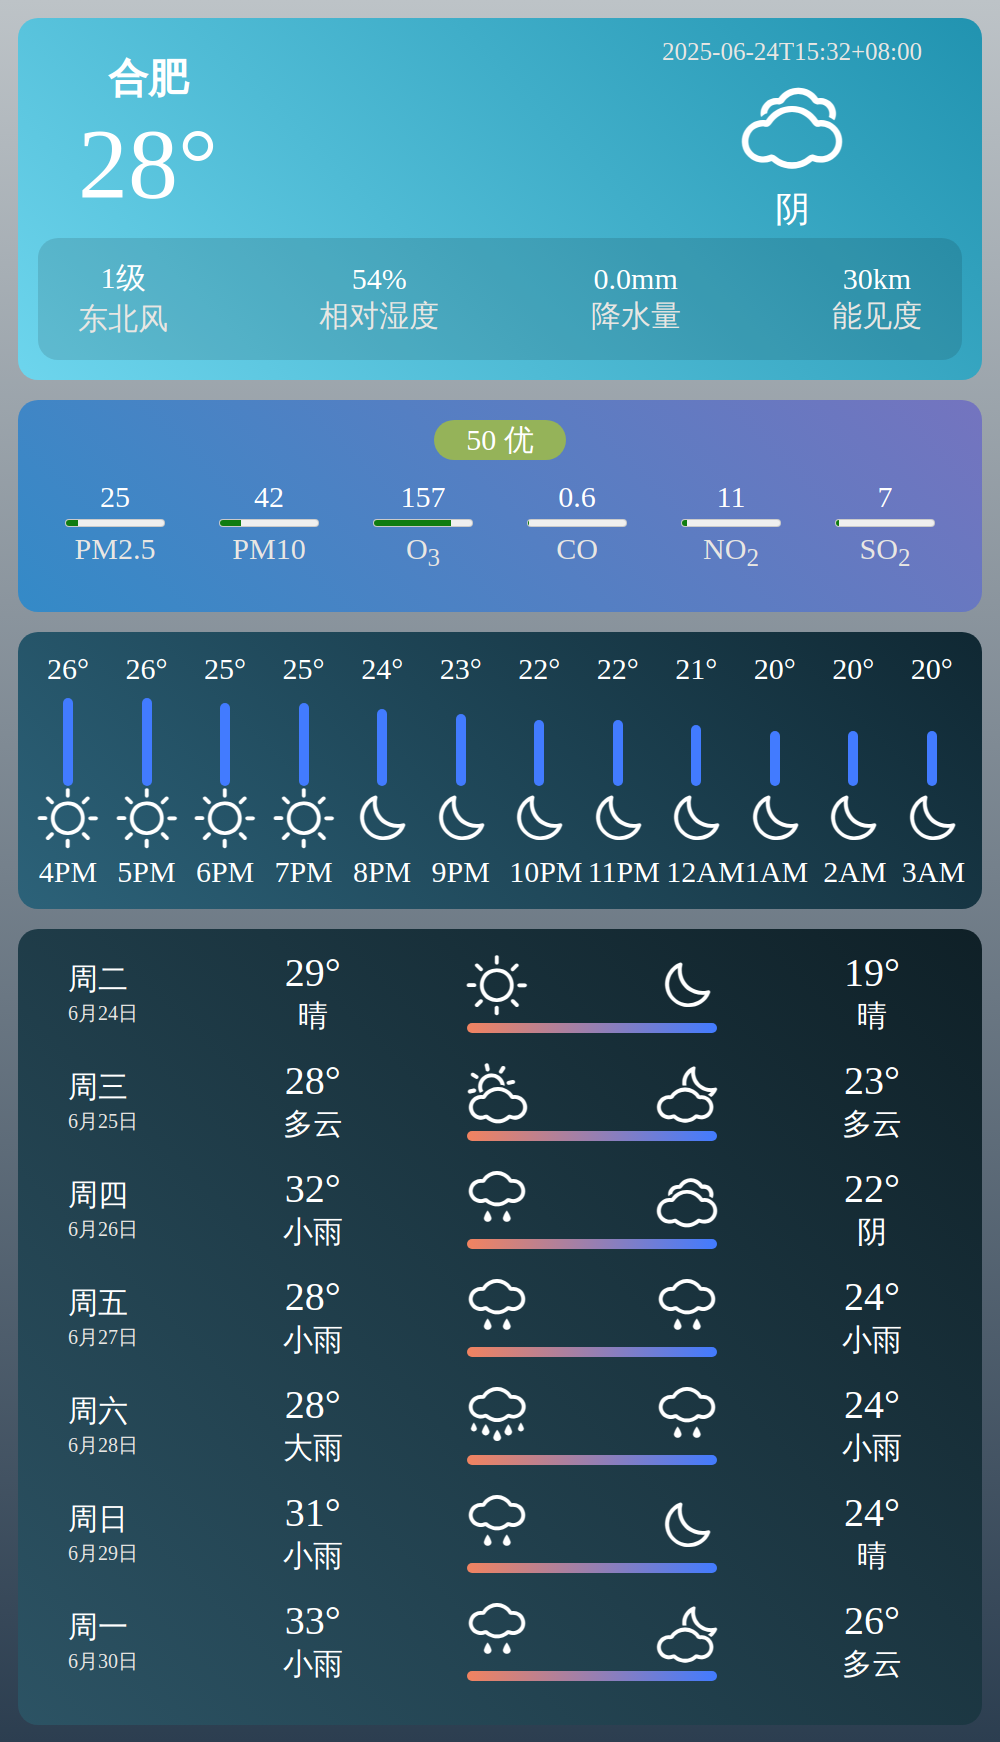 合肥
28°
2025-06-24T15:32+08:00
阴
1级 54% 0.0mm 30km
东北风 相对湿度 降水量 能见度
50 优
25 42 157 0.6 11 7
PM2.5 PM10 O3 CO NO2 SO2
26° 26° 25° 25° 24° 23° 22° 22° 21° 20° 20° 20°
4PM 5PM 6PM 7PM 8PM 9PM 10PM 11PM 12AM 1AM 2AM 3AM
周二 29° 19°
6月24日 晴 晴
周三 28° 23°
6月25日 多云 多云
周四 32° 22°
6月26日 小雨 阴
周五 28° 24°
6月27日 小雨 小雨
周六 28° 24°
6月28日 大雨 小雨
周日 31° 24°
6月29日 小雨 晴
周一 33° 26°
6月30日 小雨 多云